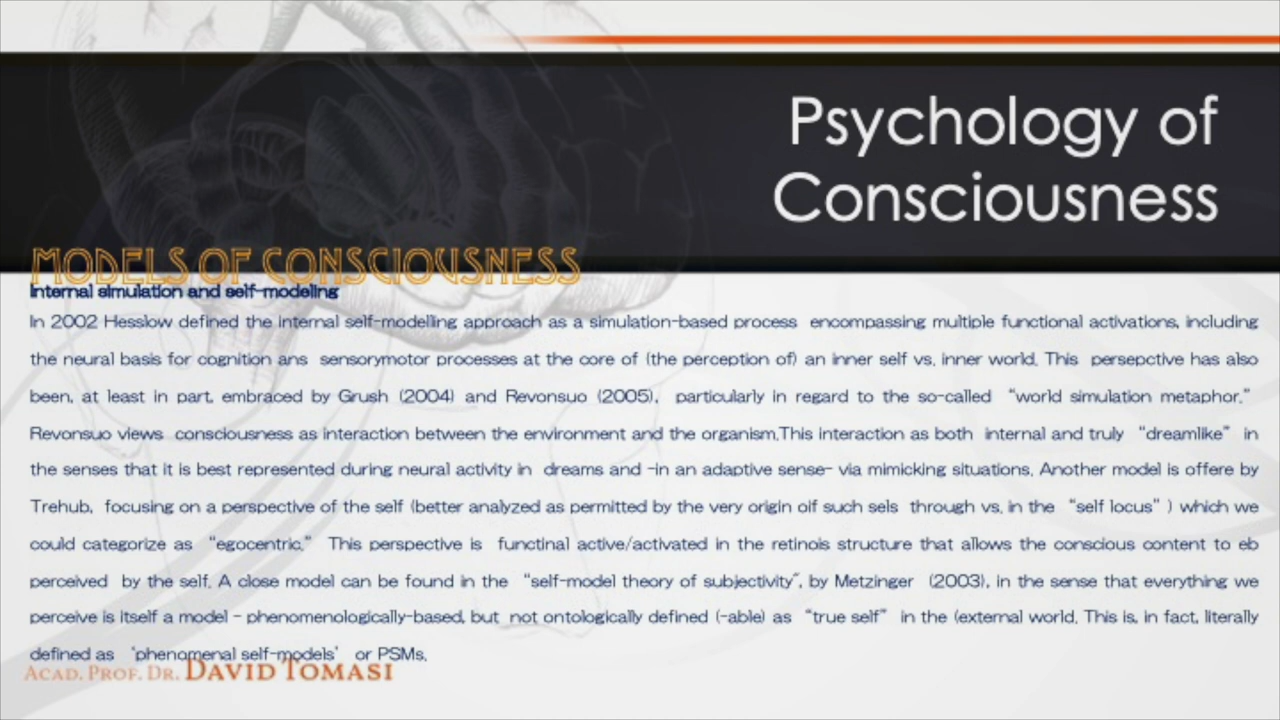 Psychology of
Consciousness
MODELS OF CONSCIOUSNESS
Internal simulation and self-modeling
In 2002 Hesslow defined the internal self-modelling approach as a simulation-based process encompassing multiple functional activations, including
the neural basis for cognition ans sensorymotor processes at the core of (the perception of) an inner self vs. inner world. This persepctive has also
been, at least in part, embraced by Grush (2004) and Revonsuo (2005), particularly in regard to the so-called “world simulation metaphor.”
Revonsuo views consciousness as interaction between the environment and the organism.This interaction as both internal and truly “dreamlike” in
the senses that it is best represented during neural activity in dreams and -in an adaptive sense- via mimicking situations. Another model is offere by
Trehub, focusing on a perspective of the self (better analyzed as permitted by the very origin oif such sels through vs. in the “self locus”) which we
could categorize as “egocentric.” This perspective is functinal active/activated in the retinois structure that allows the conscious content to eb
perceived by the self. A close model can be found in the “self-model theory of subjectivity”, by Metzinger (2003), in the sense that everything we
perceive is itself a model - phenomenologically-based, but not ontologically defined (-able) as “true self” in the (external world. This is, in fact, literally
defined as ‘phenomenal self-models’ or PSMs.
ACAD. PROF. DR. DAVID TOMASI